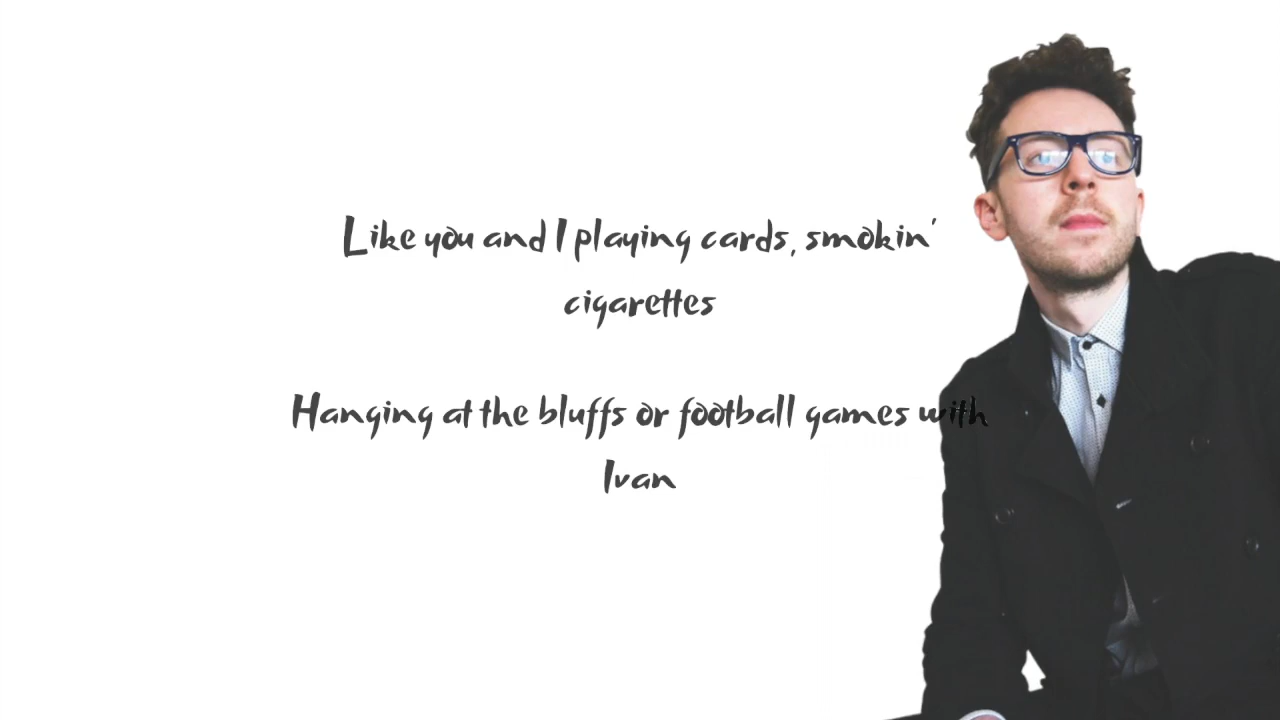 Like you and I playing cards, smokin'
cigarettes
Hanging at the bluffs or football games with
Ivan